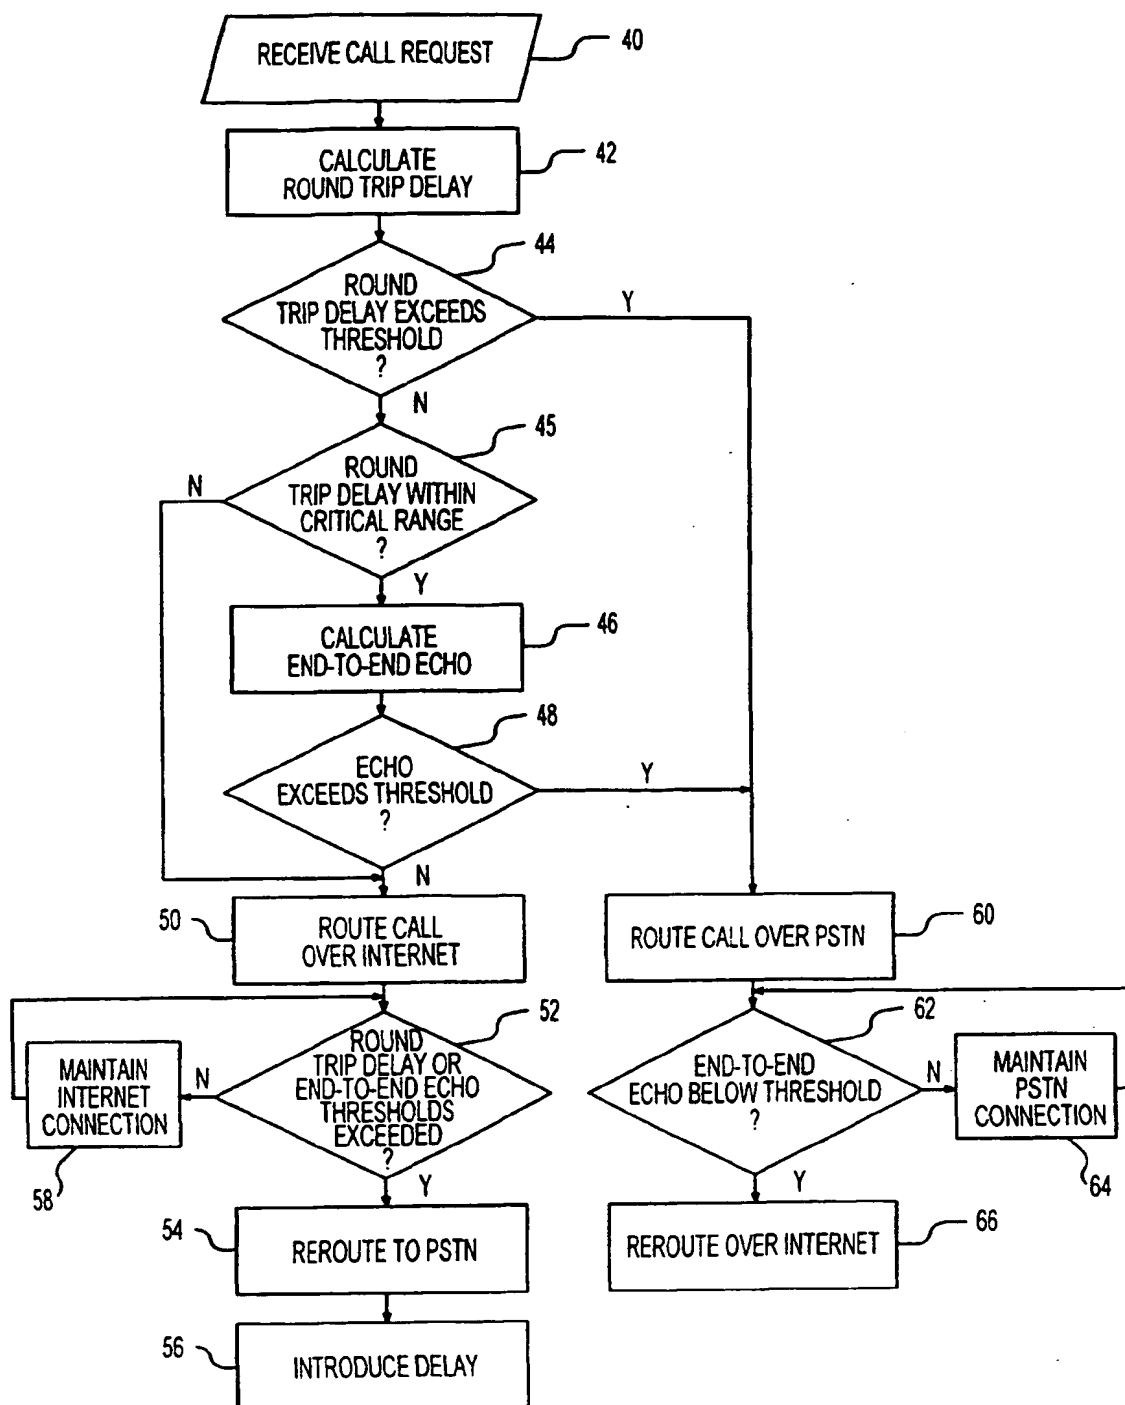 RECEIVE CALL REQUEST
40
CALCULATE
ROUND TRIP DELAY
42
44
ROUND
TRIP DELAY EXCEEDS
THRESHOLD
?
Y
N
45
ROUND
TRIP DELAY WITHIN
CRITICAL RANGE
?
N
Y
CALCULATE
END-TO-END ECHO
46
48
ECHO
EXCEEDS THRESHOLD
?
Y
N
50
ROUTE CALL
OVER INTERNET
ROUTE CALL OVER PSTN
60
52
ROUND
TRIP DELAY OR
END-TO-END ECHO
THRESHOLDS
EXCEEDED
?
N
MAINTAIN
INTERNET
CONNECTION
58
Y
62
END-TO-END
ECHO BELOW THRESHOLD
?
N
MAINTAIN
PSTN
CONNECTION
64
Y
54
REROUTE TO PSTN
REROUTE OVER INTERNET
66
56
INTRODUCE DELAY